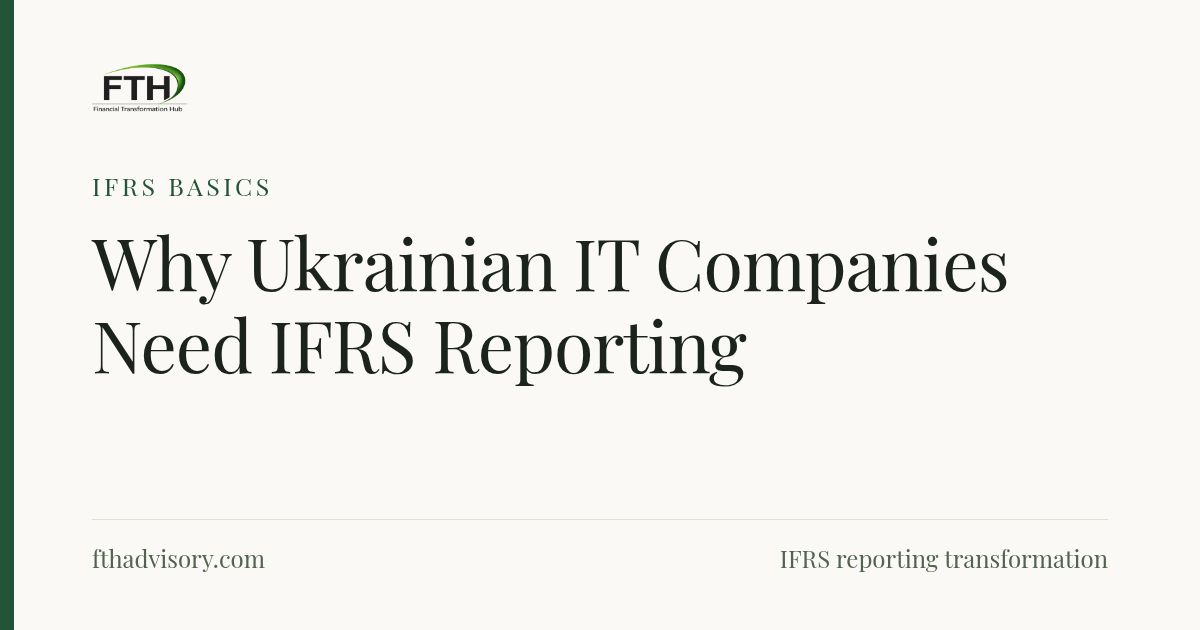 FTH
Financial Transformation Hub
IFRS BASICS
Why Ukrainian IT Companies
Need IFRS Reporting
fthadvisory.com
IFRS reporting transformation